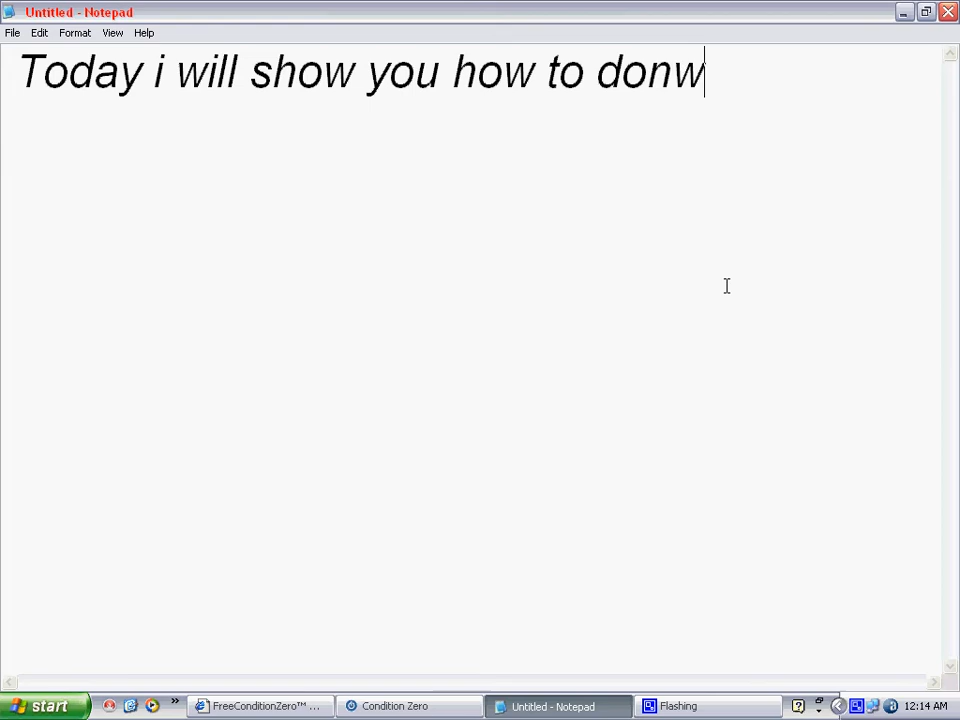 Untitled - Notepad
File Edit Format View Help
Today i will show you how to donw
start » FreeConditionZero™ ... Condition Zero Untitled - Notepad Flashing 12:14 AM